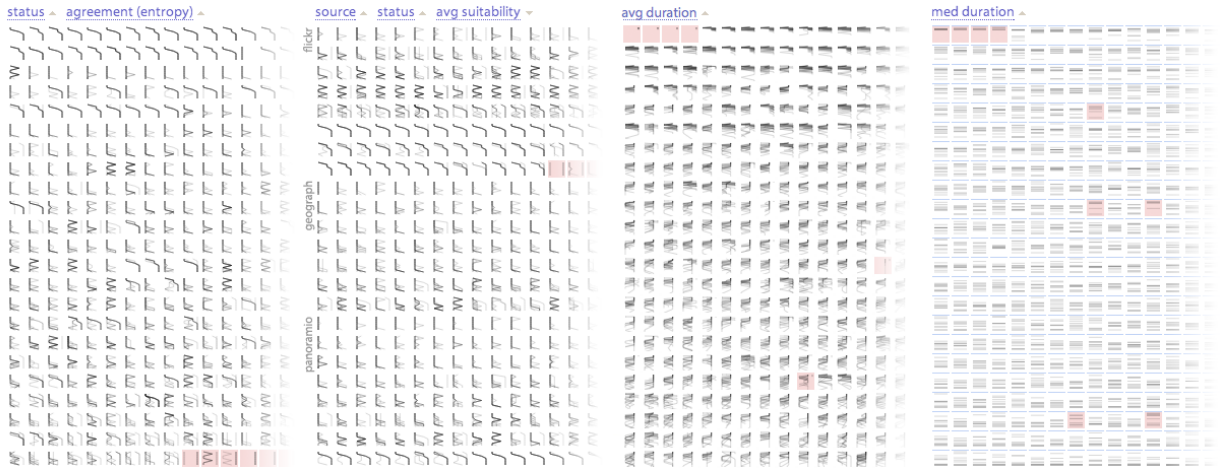 status agreement (entropy) source status avg suitability avg duration med duration
flickr
geograph
panoramio